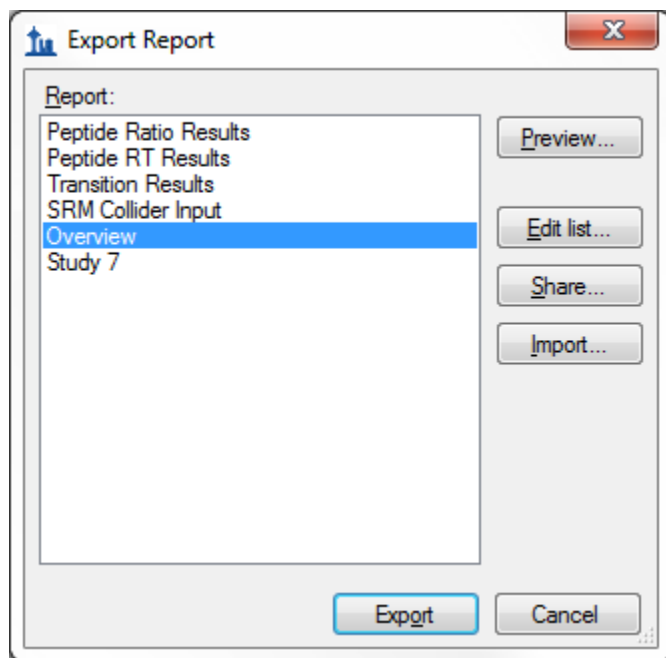 Export Report
Report:
Peptide Ratio Results
Peptide RT Results
Transition Results
SRM Collider Input
Overview
Study 7
Preview...
Edit list...
Share...
Import...
Export
Cancel